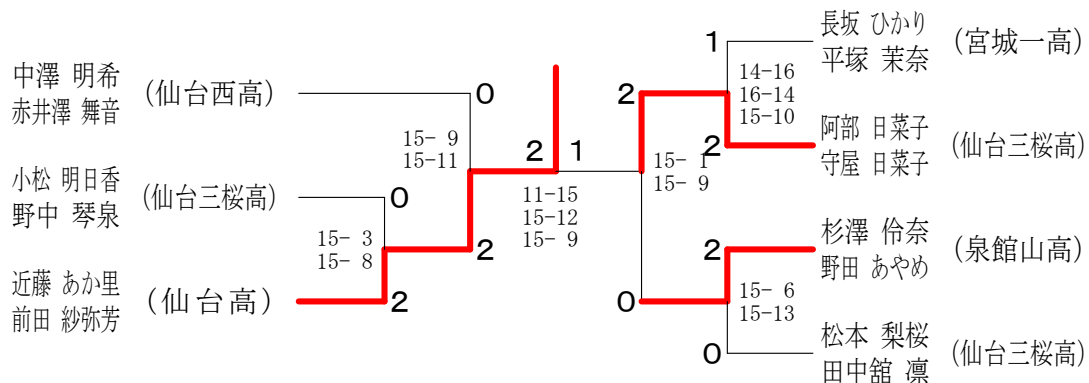 中澤 明希
赤井澤 舞音
(仙台西高)
0
小松 明日香
野中 琴泉
(仙台三桜高)
0
近藤 あか里
前田 紗弥芳
(仙台高)
2
15- 3
15- 8
15- 9
15-11
2
2
1
11-15
15-12
15- 9
長坂 ひかり
平塚 茉奈
(宮城一高)
1
14-16
16-14
15-10
阿部 日菜子
守屋 日菜子
(仙台三桜高)
2
2
15- 1
15- 9
杉澤 伶奈
野田 あやめ
(泉館山高)
2
0
15- 6
15-13
松本 梨桜
田中舘 凛
(仙台三桜高)
0